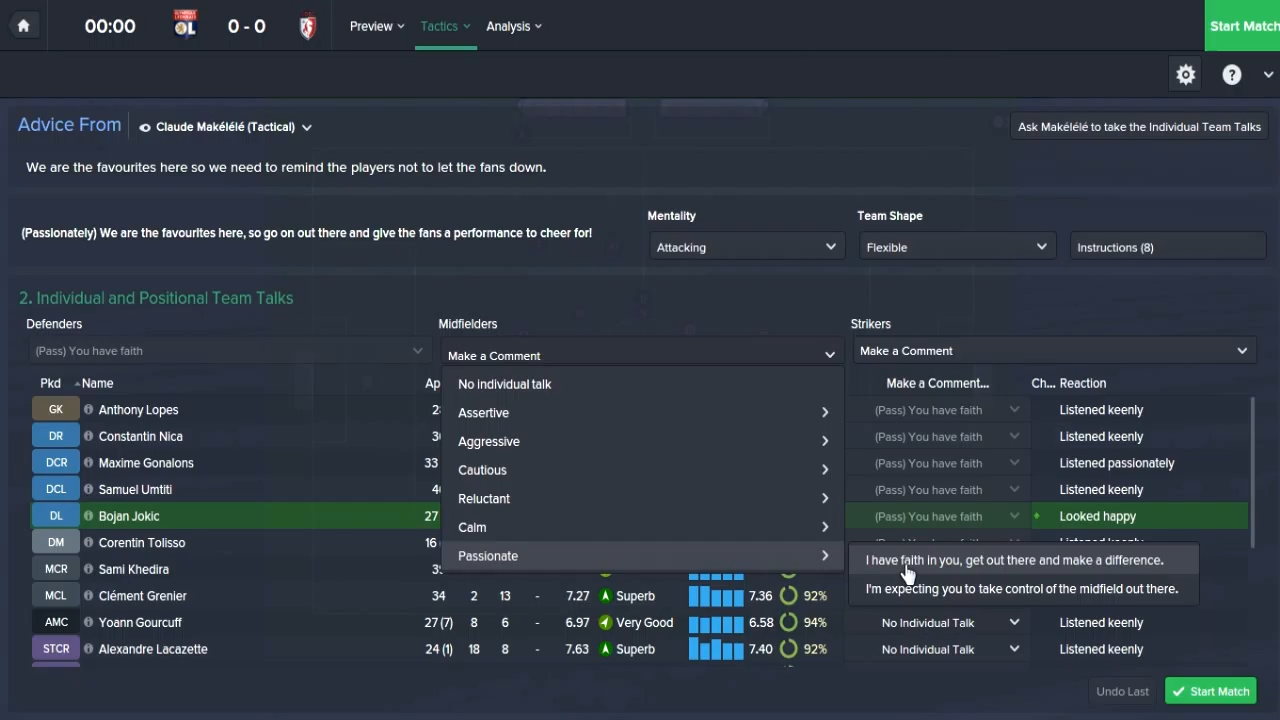 00:00 0 - 0 Preview Tactics Analysis Start Match
OLYMPIQUE LYONNAIS OL
?
Advice From Claude Makélélé (Tactical) Ask Makélélé to take the Individual Team Talks
We are the favourites here so we need to remind the players not to let the fans down.
Mentality Team Shape
(Passionately) We are the favourites here, so go on out there and give the fans a performance to cheer for! Attacking Flexible Instructions (8)
2. Individual and Positional Team Talks
Defenders Midfielders Strikers
(Pass) You have faith Make a Comment Make a Comment
Pkd Name Ap Make a Comment... Ch... Reaction
No individual talk
GK Anthony Lopes (Pass) You have faith Listened keenly
Assertive
DR Constantin Nica (Pass) You have faith Listened keenly
Aggressive
DCR Maxime Gonalons 33 (Pass) You have faith Listened passionately
Cautious
DCL Samuel Umtiti (Pass) You have faith Listened keenly
Reluctant
DL Bojan Jokic 27 (Pass) You have faith Looked happy
Calm
DM Corentin Tolisso 16 Listened keenly
Passionate I have faith in you, get out there and make a difference.
MCR Sami Khedira
I'm expecting you to take control of the midfield out there.
MCL Clément Grenier 34 2 13 - 7.27 Superb 7.36 92%
AMC Yoann Gourcuff 27 (7) 8 6 - 6.97 Very Good 6.58 94% No Individual Talk Listened keenly
STCR Alexandre Lacazette 24 (1) 18 8 - 7.63 Superb 7.40 92% No Individual Talk Listened keenly
Undo Last Start Match